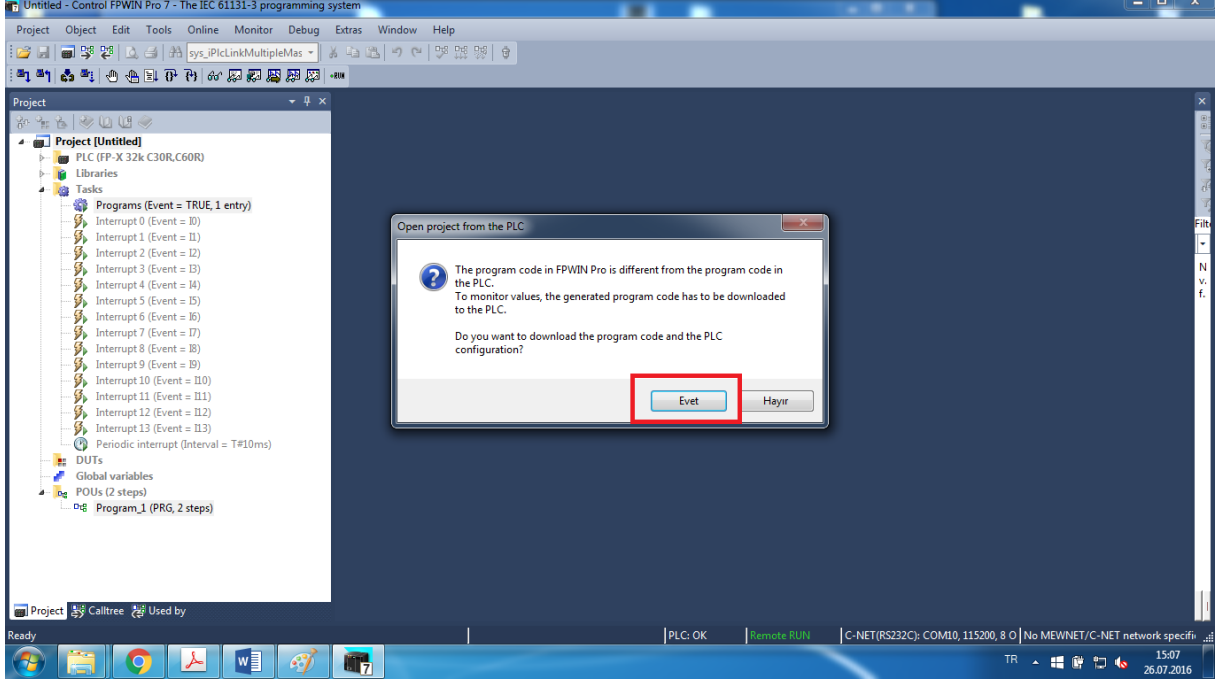 Untitled - Control FPWIN Pro 7 - The IEC 61131-3 programming system
Project Object Edit Tools Online Monitor Debug Extras Window Help
sys_iPlcLinkMultipleMas
Project
Project [Untitled]
PLC (FP-X 32k C30R,C60R)
Libraries
Tasks
Programs (Event = TRUE, 1 entry)
Interrupt 0 (Event = I0)
Interrupt 1 (Event = I1)
Interrupt 2 (Event = I2)
Interrupt 3 (Event = I3)
Interrupt 4 (Event = I4)
Interrupt 5 (Event = I5)
Interrupt 6 (Event = I6)
Interrupt 7 (Event = I7)
Interrupt 8 (Event = I8)
Interrupt 9 (Event = I9)
Interrupt 10 (Event = I10)
Interrupt 11 (Event = I11)
Interrupt 12 (Event = I12)
Interrupt 13 (Event = I13)
Periodic interrupt (Interval = T#10ms)
DUTs
Global variables
POUs (2 steps)
Program_1 (PRG, 2 steps)
Open project from the PLC
The program code in FPWIN Pro is different from the program code in
the PLC.
To monitor values, the generated program code has to be downloaded
to the PLC.
Do you want to download the program code and the PLC
configuration?
Evet Hayır
Filt
N
v.
f.
Project Calltree Used by
Ready PLC: OK Remote RUN C-NET(RS232C): COM10, 115200, 8 O No MEWNET/C-NET network specifi
TR 15:07
26.07.2016